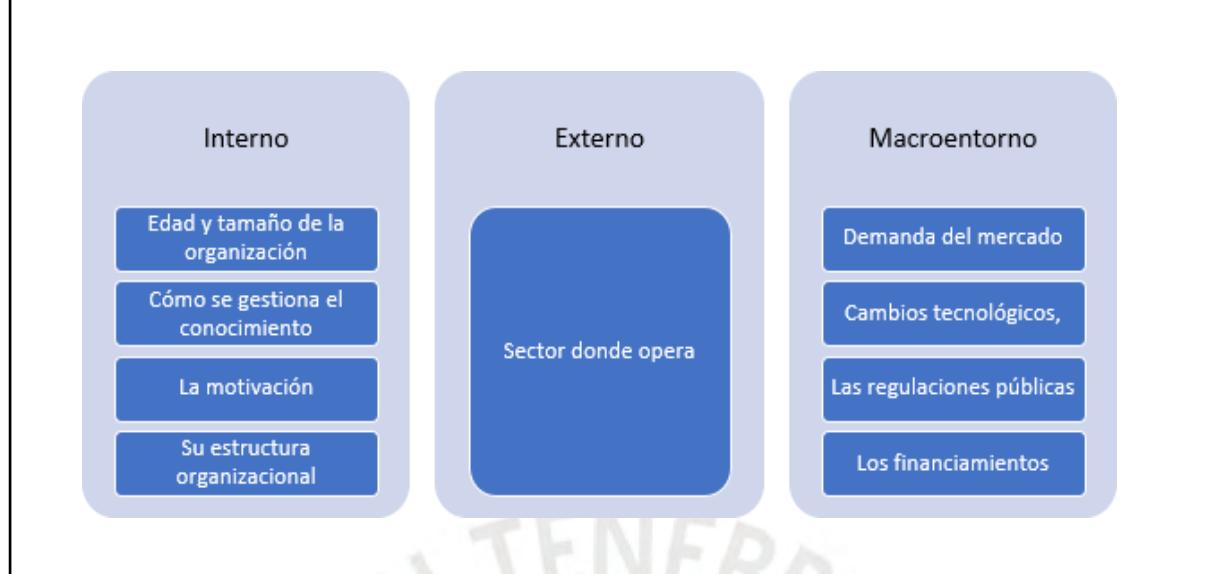 Interno
Edad y tamaño de la
organización
Cómo se gestiona el
conocimiento
La motivación
Su estructura
organizacional
Externo
Sector donde opera
Macroentorno
Demanda del mercado
Cambios tecnológicos,
Las regulaciones públicas
Los financiamientos